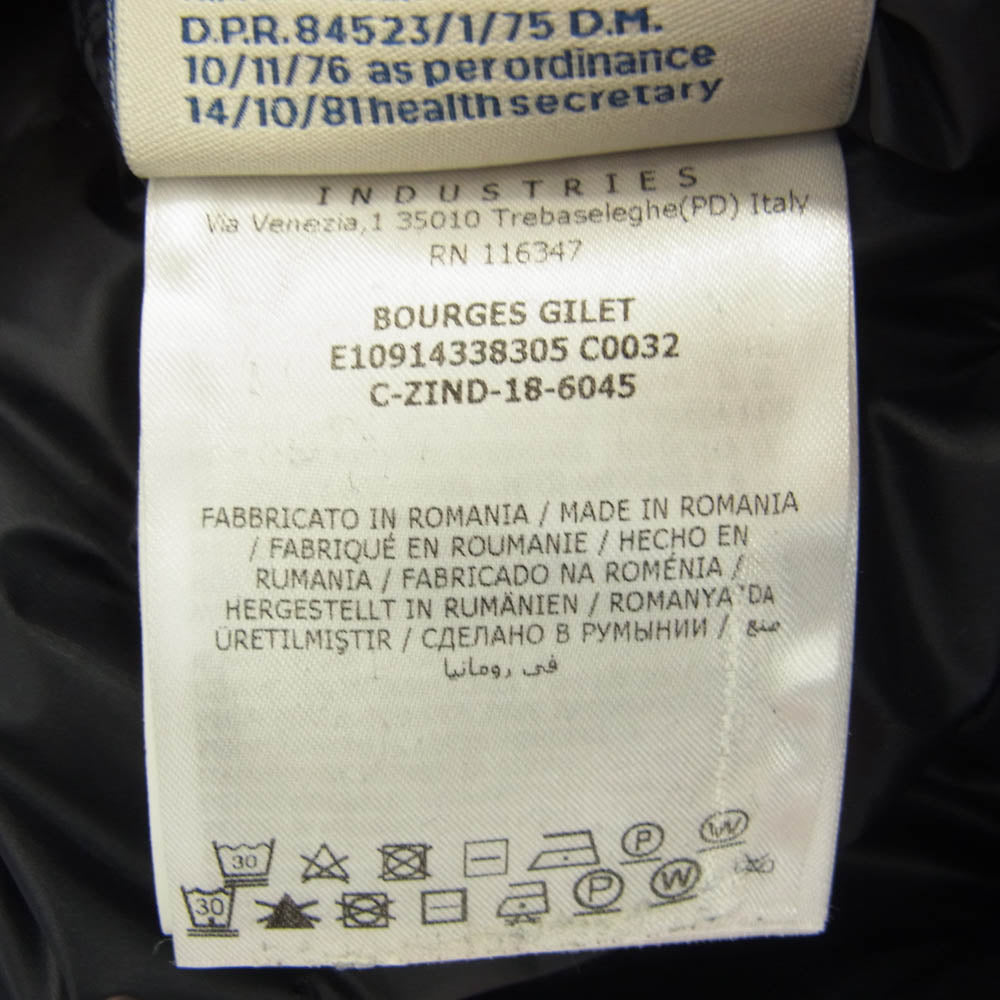 D.P.R. 84523/1/75 D.M.
10/11/76 as per ordinance
14/10/81 health secretary
INDUSTRIES
Via Venezia,1 35010 Trebaseleghe(PD) Italy
RN 116347
BOURGES GILET
E10914338305 C0032
C-ZIND-18-6045
FABBRICATO IN ROMANIA / MADE IN ROMANIA
/ FABRIQUÉ EN ROUMANIE / HECHO EN
RUMANIA / FABRICADO NA ROMÉNIA /
HERGESTELLT IN RUMÄNIEN / ROMANYA'DA
ÜRETILMIŞTIR / СДЕЛАНО В РУМЫНИИ / صنع
في رومانيا
30 P W
30 P W